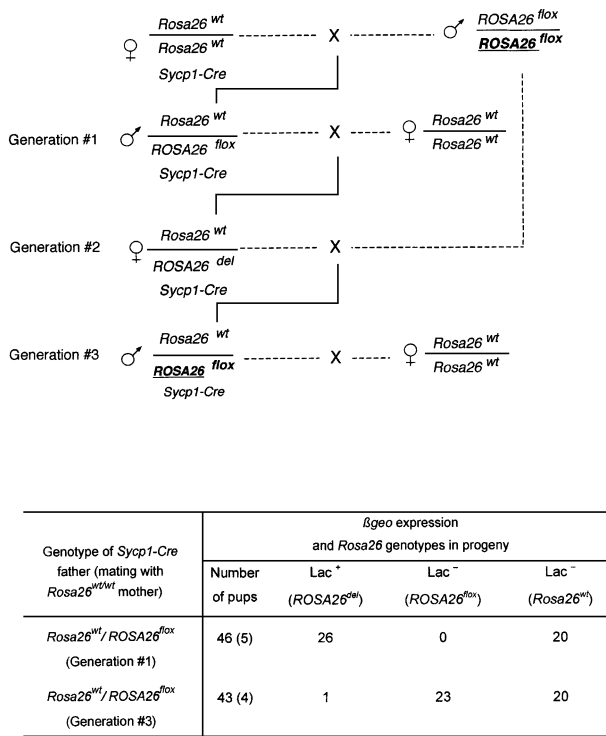 Rosa26 wt X ROSA26 flox
Rosa26 wt ROSA26 flox
Sycp1-Cre
Rosa26 wt
Generation #1 X Rosa26 wt
ROSA26 flox Rosa26 wt
Sycp1-Cre
Rosa26 wt
Generation #2 X
ROSA26 del
Sycp1-Cre
Rosa26 wt
Generation #3 X Rosa26 wt
ROSA26 flox Rosa26 wt
Sycp1-Cre
Genotype of Sycp1-Cre father (mating with Rosa26wt/wt mother)
ßgeo expression
and Rosa26 genotypes in progeny
Number of pups
Lac + (ROSA26del)
Lac − (ROSA26flox)
Lac − (Rosa26wt)
Rosa26wt/ ROSA26flox 46 (5) 26 0 20
(Generation #1)
Rosa26wt/ ROSA26flox 43 (4) 1 23 20
(Generation #3)